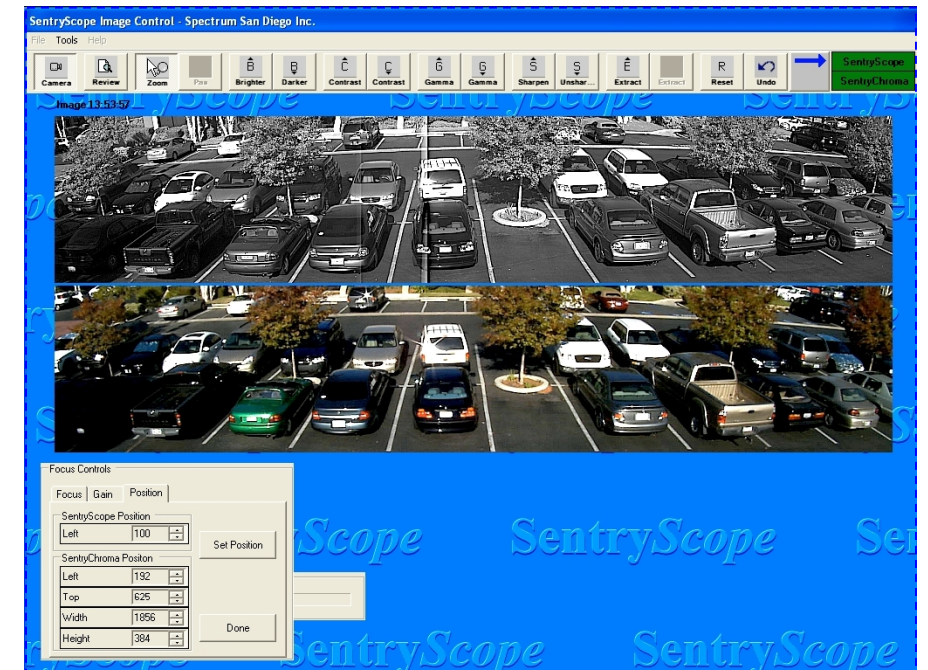 SentryScope Image Control - Spectrum San Diego Inc.
File Tools Help
Camera Review Zoom Pan Brighter Darker Contrast Contrast Gamma Gamma Sharpen Unshar... Extract Extract Reset Undo
B B C C G G S S E R
SentryScope
SentryChroma
Image 13:53:57
Focus Controls
Focus Gain Position
SentryScope Position
Left 100
Set Position
SentryChroma Positon
Left 192
Top 625
Width 1856
Height 384
Done
Scope SentryScope Se
SentryScope SentryScope